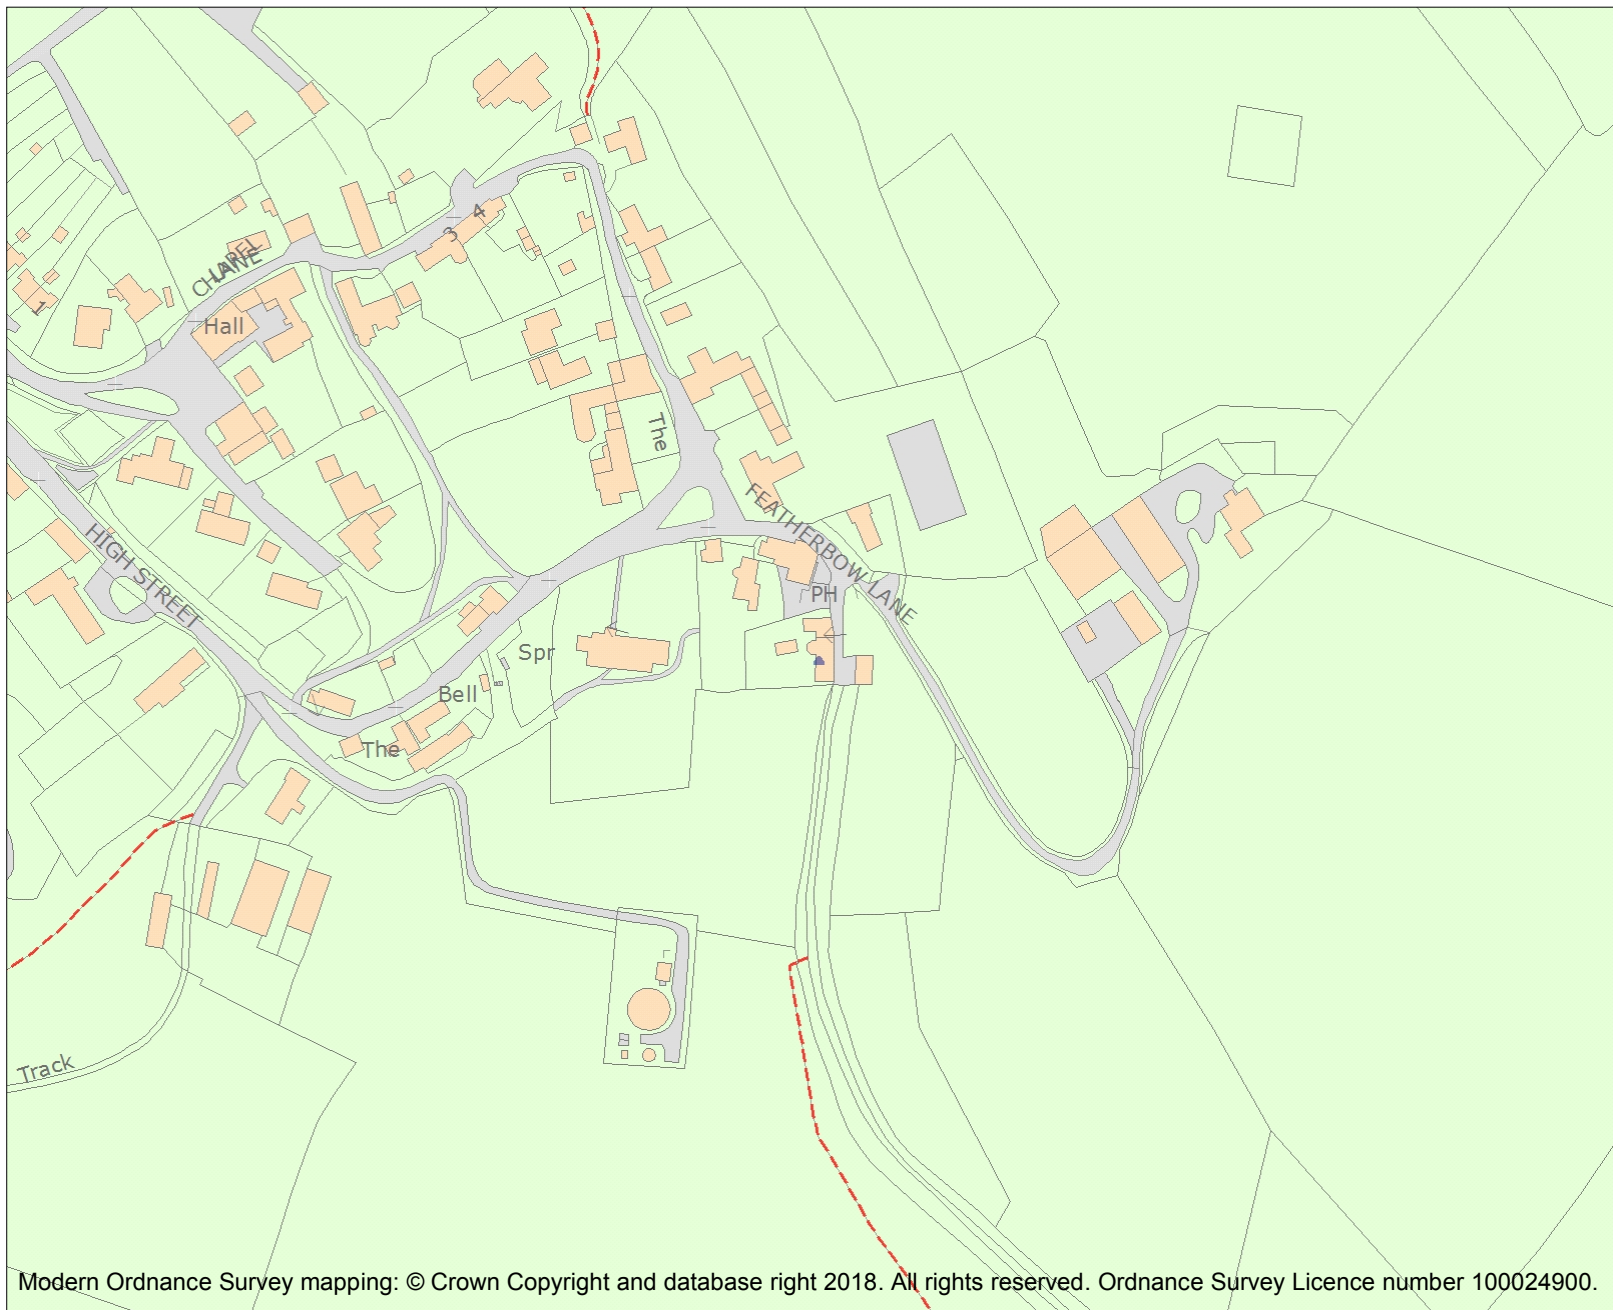 4
3
CHAPEL
LANE
1
Hall
The
FEATHERBOW LANE
HIGH STREET
PH
Spr
Bell
The
Track
Modern Ordnance Survey mapping: © Crown Copyright and database right 2018. All rights reserved. Ordnance Survey Licence number 100024900.